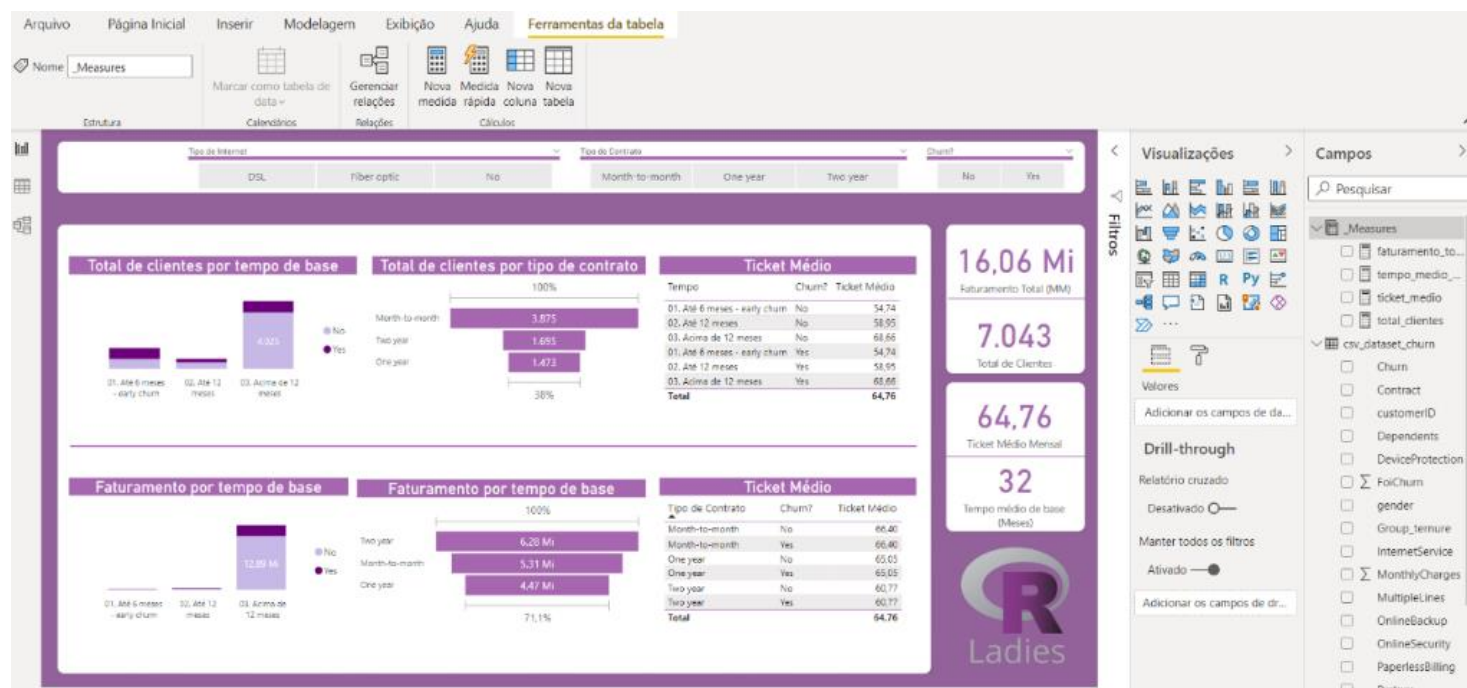 Arquivo Página Inicial Inserir Modelagem Exibição Ajuda Ferramentas da tabela
Nome _Measures
Marcar como tabela de data
Gerenciar relações
Nova medida
Medida rápida
Nova coluna
Nova tabela
Estrutura Calendários Relações Cálculos
Tipo de Internet
DSL Fiber optic No
Tipo de Contrato
Month-to-month One year Two year
Churn?
No Yes
Total de clientes por tempo de base
4.025
No
Yes
01. Até 6 meses - early churn
02. Até 12 meses
03. Acima de 12 meses
Total de clientes por tipo de contrato
100%
Month-to-month 3.875
Two year 1.695
One year 1.473
38%
Ticket Médio
Tempo Churn? Ticket Médio
01. Até 6 meses - early churn No 54,74
02. Até 12 meses No 58,95
03. Acima de 12 meses No 68,66
01. Até 6 meses - early churn Yes 54,74
02. Até 12 meses Yes 58,95
03. Acima de 12 meses Yes 68,66
Total 64,76
16,06 Mi
Faturamento Total (MM)
7.043
Total de Clientes
64,76
Ticket Médio Mensal
32
Tempo médio de base (Meses)
Faturamento por tempo de base
12,89 Mi
No
Yes
01. Até 6 meses - early churn
02. Até 12 meses
03. Acima de 12 meses
Faturamento por tempo de base
100%
Two year 6,28 Mi
Month-to-month 5,31 Mi
One year 4,47 Mi
71,1%
Ticket Médio
Tipo de Contrato Churn? Ticket Médio
Month-to-month No 66,40
Month-to-month Yes 66,40
One year No 65,05
One year Yes 65,05
Two year No 60,77
Two year Yes 60,77
Total 64,76
R
Ladies
Filtros
Visualizações
R Py
Valores
Adicionar os campos de da...
Drill-through
Relatório cruzado
Desativado
Manter todos os filtros
Ativado
Adicionar os campos de dr...
Campos
Pesquisar
_Measures
faturamento_to...
tempo_medio_...
ticket_medio
total_clientes
csv_dataset_churn
Churn
Contract
customerID
Dependents
DeviceProtection
FoiChurn
gender
Group_ternure
InternetService
MonthlyCharges
MultipleLines
OnlineBackup
OnlineSecurity
PaperlessBilling